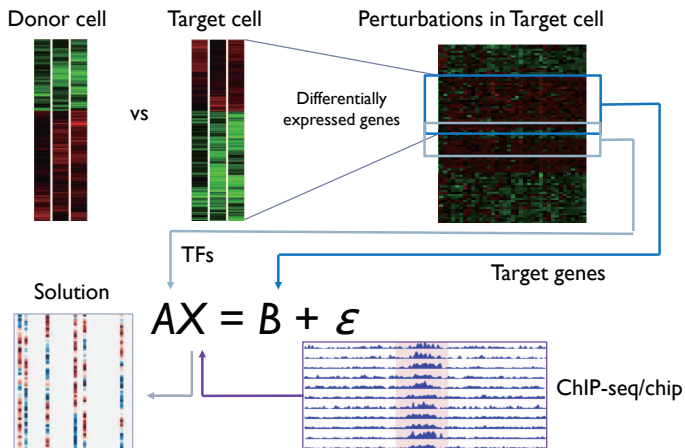 Donor cell
Target cell
Perturbations in Target cell
vs
Differentially
expressed genes
TFs
Target genes
Solution
AX = B + ε
ChIP-seq/chip